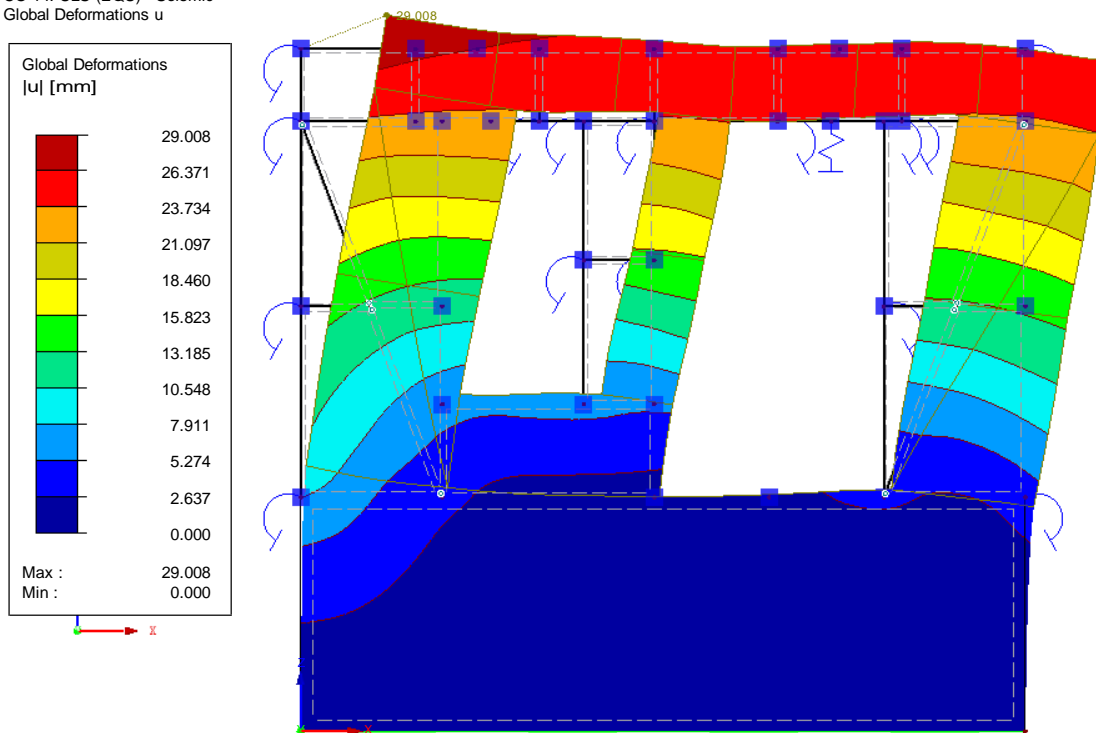 Global Deformations u
29.008
Global Deformations
|u| [mm]
29.008
26.371
23.734
21.097
18.460
15.823
13.185
10.548
7.911
5.274
2.637
0.000
Max : 29.008
Min : 0.000
X
X